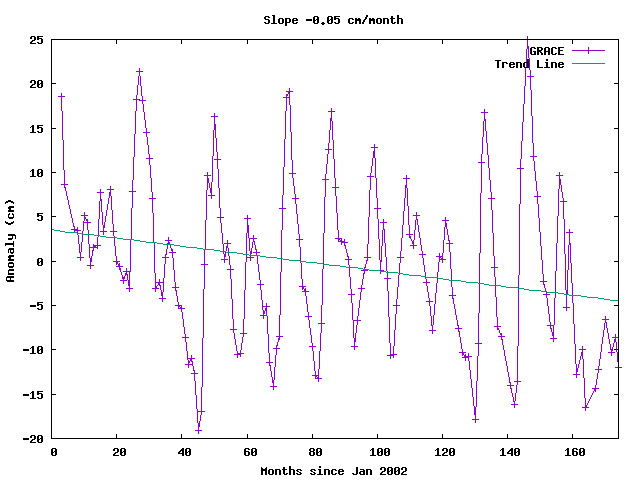 Slope -0.05 cm/month
GRACE
Trend Line
25
20
15
10
5
0
-5
-10
-15
-20
Anomaly (cm)
0 20 40 60 80 100 120 140 160
Months since Jan 2002